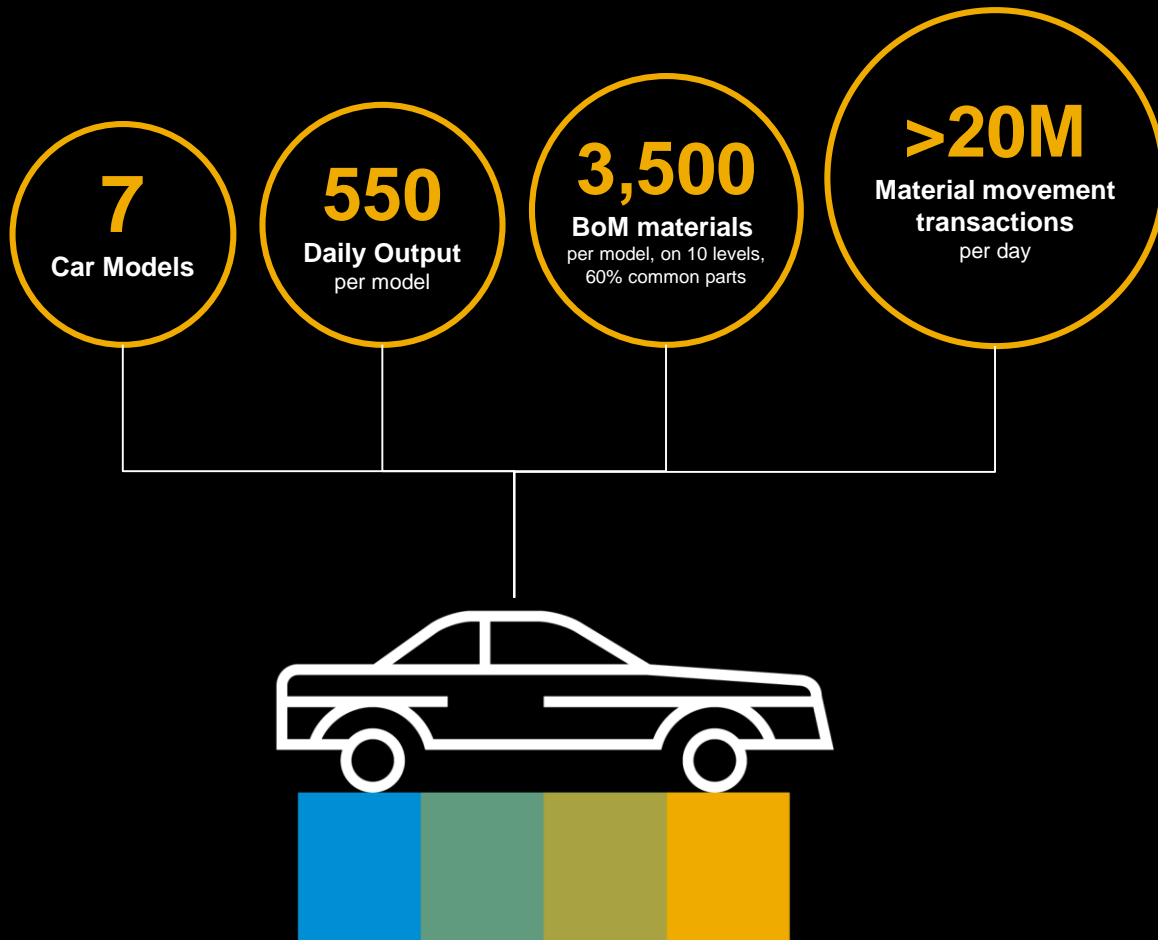 7
Car Models
550
Daily Output
per model
3,500
BoM materials
per model, on 10 levels,
60% common parts
>20M
Material movement
transactions
per day